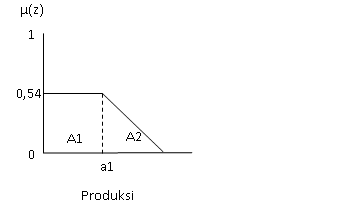 μ(z)
1
0,54
A1 A2
0
a1
Produksi